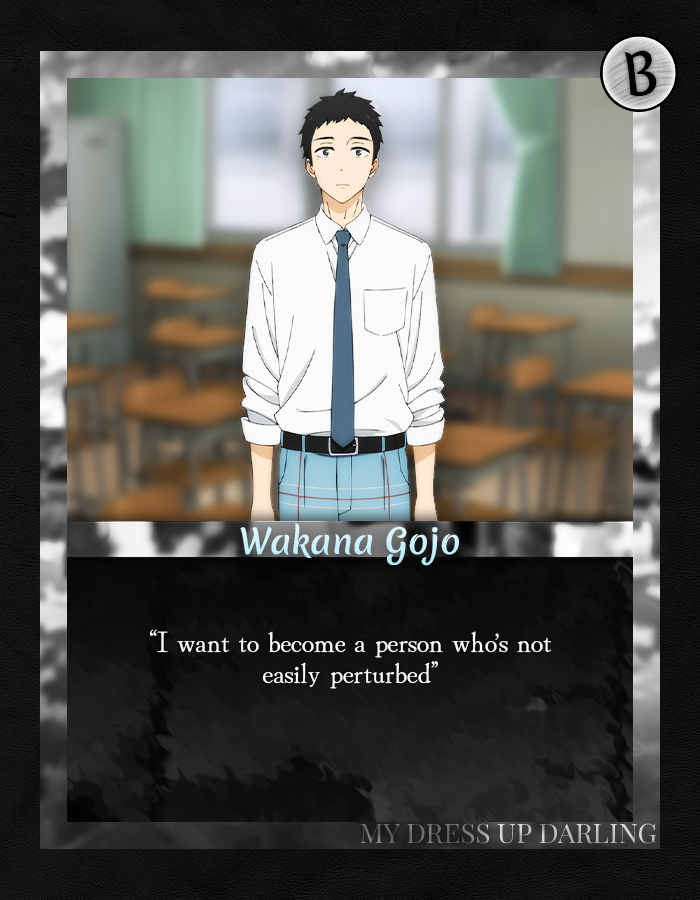 B
Wakana Gojo
“I want to become a person who’s not
easily perturbed”
MY DRESS UP DARLING